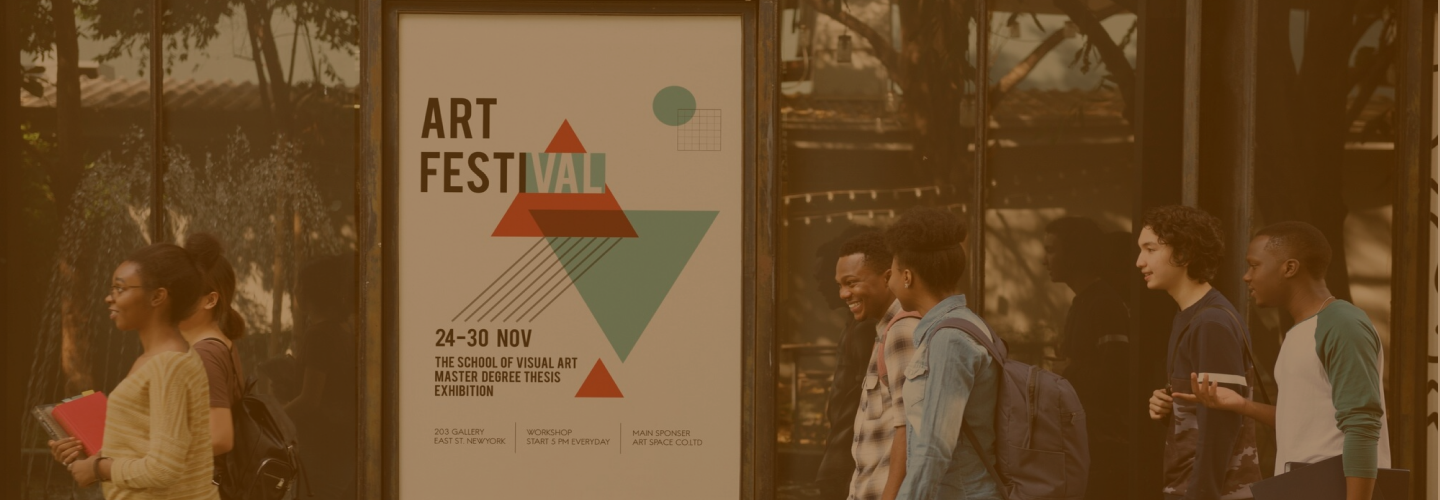 ART
FESTIVAL
24-30 NOV
THE SCHOOL OF VISUAL ART
MASTER DEGREE THESIS
EXHIBITION
203 GALLERY
EAST ST. NEWYORK
WORKSHOP
START 5 PM EVERYDAY
MAIN SPONSER
ART SPACE CO.LTD